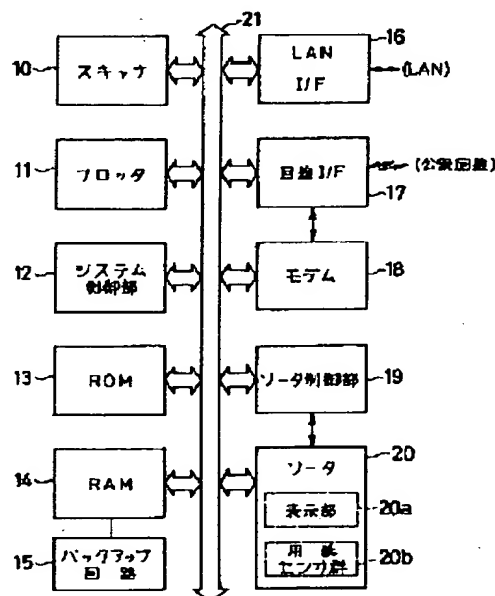 21
10
スキャナ
LAN
I/F
16
(LAN)
11
プロッタ
回線I/F
(公衆回線)
17
12
システム
制御部
モデム
18
13
ROM
ソータ制御部
19
14
RAM
ソータ
20
表示部
20a
15
バックアップ
回路
用紙
センサ群
20b